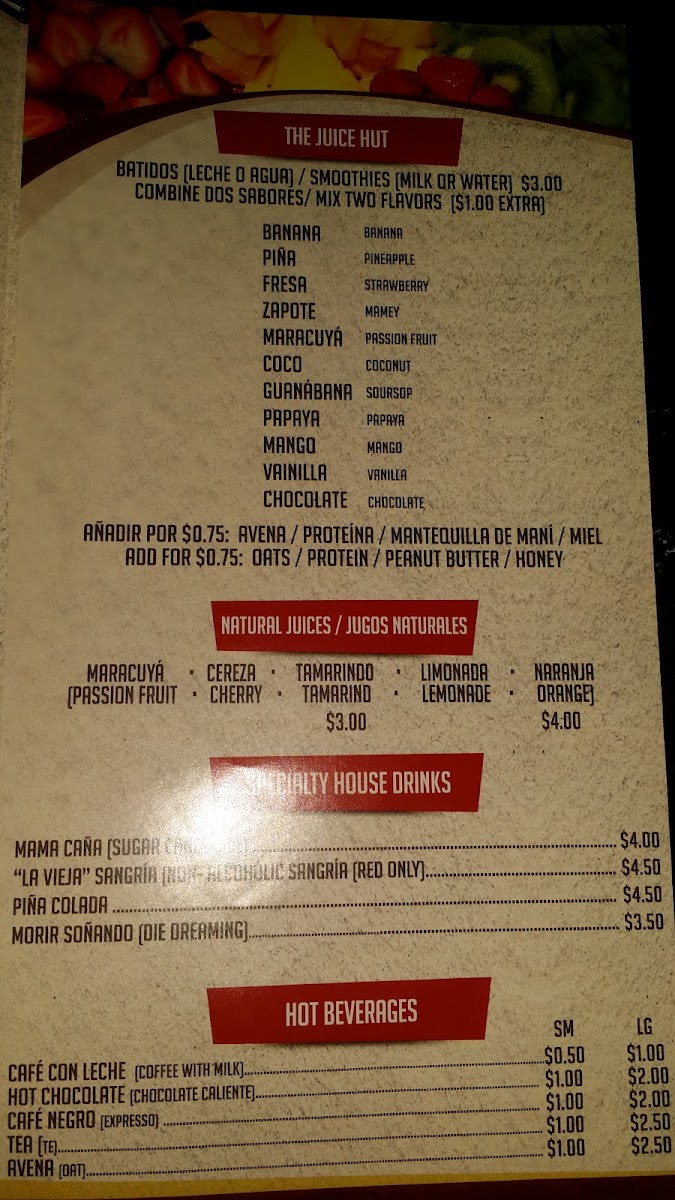 THE JUICE HUT
BATIDOS (LECHE O AGUA) / SMOOTHIES (MILK OR WATER) $3.00
COMBINE DOS SABORES/ MIX TWO FLAVORS ($1.00 EXTRA)
BANANA BANANA
PIÑA PINEAPPLE
FRESA STRAWBERRY
ZAPOTE MAMEY
MARACUYÁ PASSION FRUIT
COCO COCONUT
GUANÁBANA SOURSOP
PAPAYA PAPAYA
MANGO MANGO
VAINILLA VANILLA
CHOCOLATE CHOCOLATE
AÑADIR POR $0.75: AVENA / PROTEÍNA / MANTEQUILLA DE MANÍ / MIEL
ADD FOR $0.75: OATS / PROTEIN / PEANUT BUTTER / HONEY
NATURAL JUICES / JUGOS NATURALES
MARACUYÁ · CEREZA · TAMARINDO · LIMONADA · NARANJA
(PASSION FRUIT · CHERRY · TAMARIND · LEMONADE · ORANGE)
$3.00 $4.00
SPECIALTY HOUSE DRINKS
MAMA CAÑA (SUGAR $4.00
"LA VIEJA" SANGRÍA (NON- ALCOHOLIC SANGRÍA (RED ONLY) $4.50
PIÑA COLADA $4.50
MORIR SOÑANDO (DIE DREAMING) $3.50
HOT BEVERAGES
SM LG
CAFÉ CON LECHE (COFFEE WITH MILK) $0.50 $1.00
HOT CHOCOLATE (CHOCOLATE CALIENTE) $1.00 $2.00
CAFÉ NEGRO (EXPRESSO) $1.00 $2.00
TEA (TE) $1.00 $2.50
AVENA (OAT) $1.00 $2.50